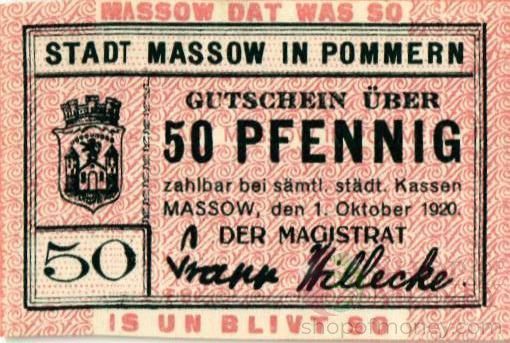 MASSOW DAT WAS SO
STADT MASSOW IN POMMERN
GUTSCHEIN ÜBER
50 PFENNIG
zahlbar bei sämtl. städt. Kassen
MASSOW, den 1. Oktober 1920.
DER MAGISTRAT
50
Willecke.
IS UN BLIVT SO
shopofmoney.com